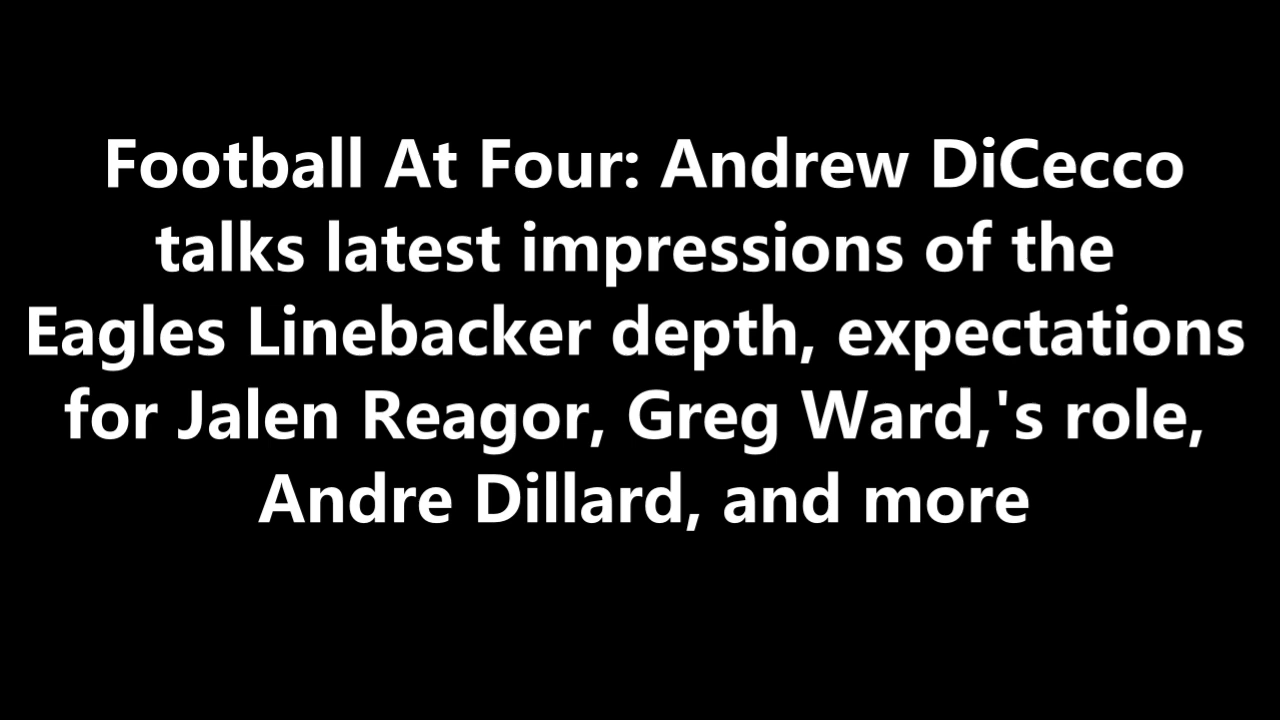 Football At Four: Andrew DiCecco
talks latest impressions of the
Eagles Linebacker depth, expectations
for Jalen Reagor, Greg Ward,'s role,
Andre Dillard, and more